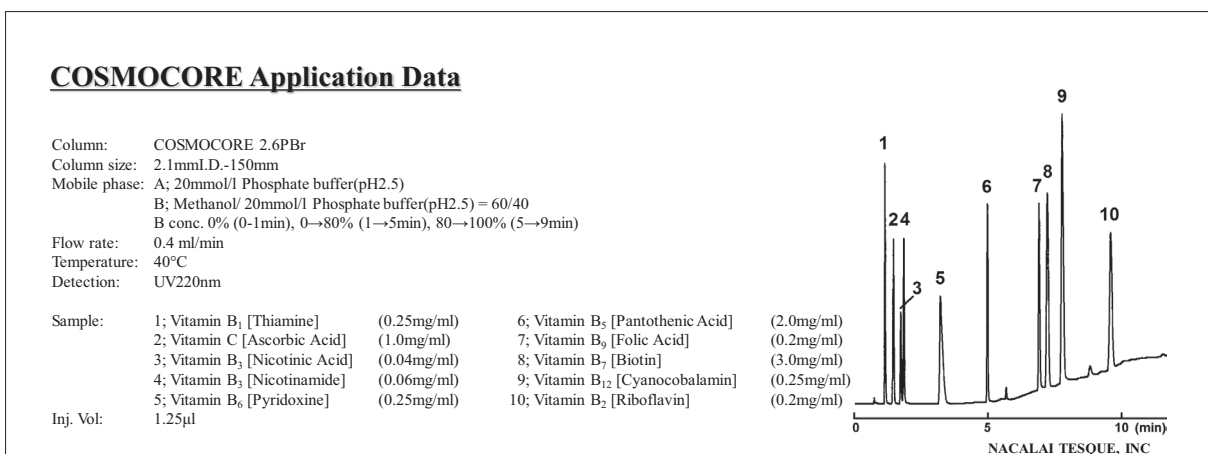 COSMOCORE Application Data
Column: COSMOCORE 2.6PBr
Column size: 2.1mmI.D.-150mm
Mobile phase: A; 20mmol/l Phosphate buffer(pH2.5)
B; Methanol/ 20mmol/l Phosphate buffer(pH2.5) = 60/40
B conc. 0% (0-1min), 0→80% (1→5min), 80→100% (5→9min)
Flow rate: 0.4 ml/min
Temperature: 40°C
Detection: UV220nm
Sample: 1; Vitamin B₁ [Thiamine] (0.25mg/ml) 6; Vitamin B₅ [Pantothenic Acid] (2.0mg/ml)
2; Vitamin C [Ascorbic Acid] (1.0mg/ml) 7; Vitamin B₉ [Folic Acid] (0.2mg/ml)
3; Vitamin B₃ [Nicotinic Acid] (0.04mg/ml) 8; Vitamin B₇ [Biotin] (3.0mg/ml)
4; Vitamin B₃ [Nicotinamide] (0.06mg/ml) 9; Vitamin B₁₂ [Cyanocobalamin] (0.25mg/ml)
5; Vitamin B₆ [Pyridoxine] (0.25mg/ml) 10; Vitamin B₂ [Riboflavin] (0.2mg/ml)
Inj. Vol: 1.25µl
9
1
8
6 7
2 4 10
5 3
0 5 10 (min)
NACALAI TESQUE, INC